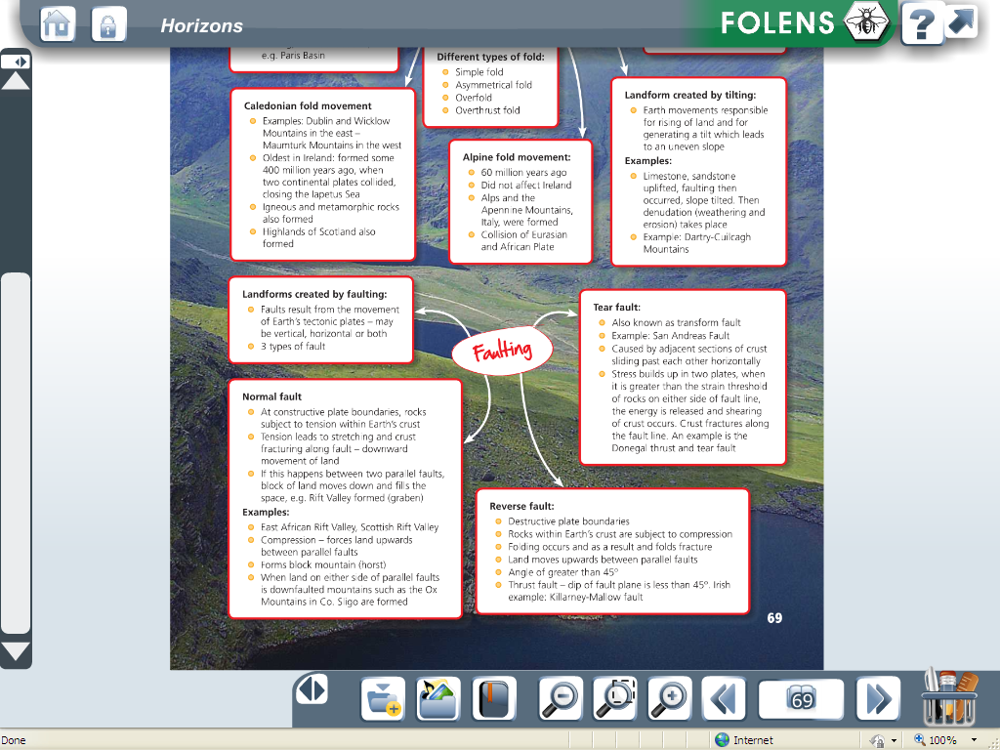 Horizons
FOLENS
?
e.g. Paris Basin
Different types of fold:
Simple fold
Asymmetrical fold
Overfold
Overthrust fold
Caledonian fold movement
Examples: Dublin and Wicklow
Mountains in the east –
Maumturk Mountains in the west
Oldest in Ireland: formed some
400 million years ago, when
two continental plates collided,
closing the Iapetus Sea
Igneous and metamorphic rocks
also formed
Highlands of Scotland also
formed
Alpine fold movement:
60 million years ago
Did not affect Ireland
Alps and the
Apennine Mountains,
Italy, were formed
Collision of Eurasian
and African Plate
Landform created by tilting:
Earth movements responsible
for rising of land and for
generating a tilt which leads
to an uneven slope
Examples:
Limestone, sandstone
uplifted, faulting then
occurred, slope tilted. Then
denudation (weathering and
erosion) takes place
Example: Dartry-Cuilcagh
Mountains
Landforms created by faulting:
Faults result from the movement
of Earth's tectonic plates – may
be vertical, horizontal or both
3 types of fault
Faulting
Tear fault:
Also known as transform fault
Example: San Andreas Fault
Caused by adjacent sections of crust
sliding past each other horizontally
Stress builds up in two plates, when
it is greater than the strain threshold
of rocks on either side of fault line,
the energy is released and shearing
of crust occurs. Crust fractures along
the fault line. An example is the
Donegal thrust and tear fault
Normal fault
At constructive plate boundaries, rocks
subject to tension within Earth's crust
Tension leads to stretching and crust
fracturing along fault – downward
movement of land
If this happens between two parallel faults,
block of land moves down and fills the
space, e.g. Rift Valley formed (graben)
Examples:
East African Rift Valley, Scottish Rift Valley
Compression – forces land upwards
between parallel faults
Forms block mountain (horst)
When land on either side of parallel faults
is downfaulted mountains such as the Ox
Mountains in Co. Sligo are formed
Reverse fault:
Destructive plate boundaries
Rocks within Earth's crust are subject to compression
Folding occurs and as a result and folds fracture
Land moves upwards between parallel faults
Angle of greater than 45º
Thrust fault – dip of fault plane is less than 45º. Irish
example: Killarney-Mallow fault
69
69
Done
Internet
100%